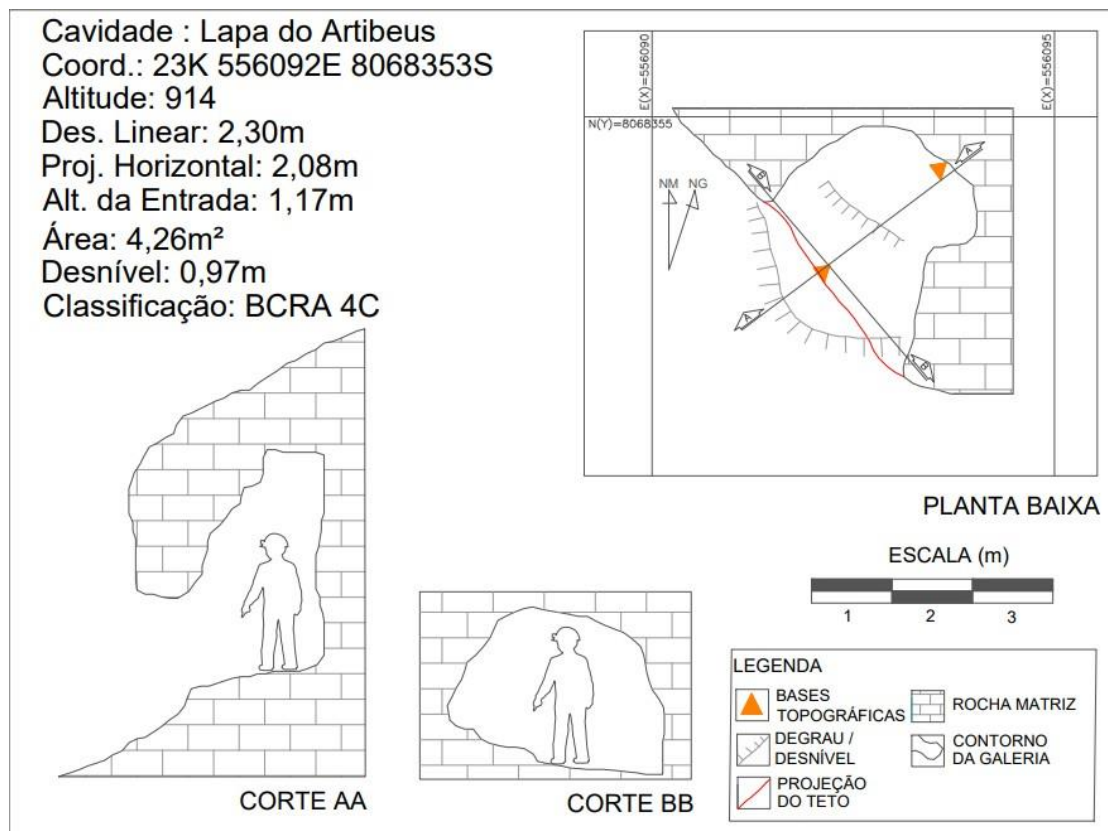 Cavidade : Lapa do Artibeus
Coord.: 23K 556092E 8068353S
Altitude: 914
Des. Linear: 2,30m
Proj. Horizontal: 2,08m
Alt. da Entrada: 1,17m
Área: 4,26m²
Desnível: 0,97m
Classificação: BCRA 4C
E(X)=556090
E(X)=556095
N(Y)=8068355
NM NG
A
B
A
B
PLANTA BAIXA
ESCALA (m)
1 2 3
CORTE AA
CORTE BB
LEGENDA
BASES
TOPOGRÁFICAS
DEGRAU /
DESNÍVEL
PROJEÇÃO
DO TETO
ROCHA MATRIZ
CONTORNO
DA GALERIA